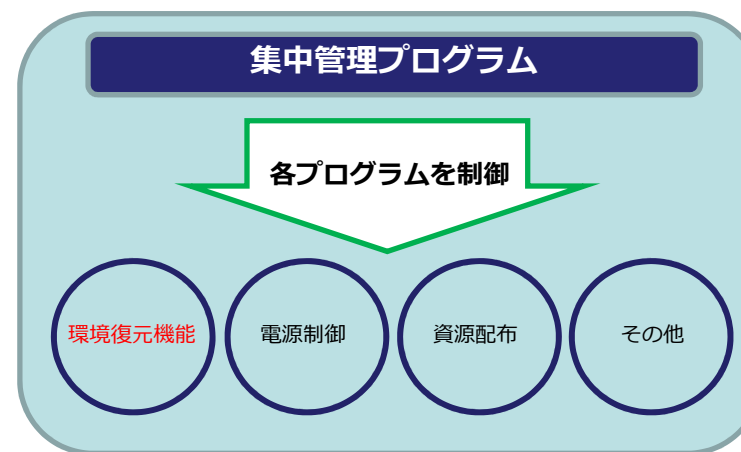 集中管理プログラム
各プログラムを制御
環境復元機能
電源制御
資源配布
その他